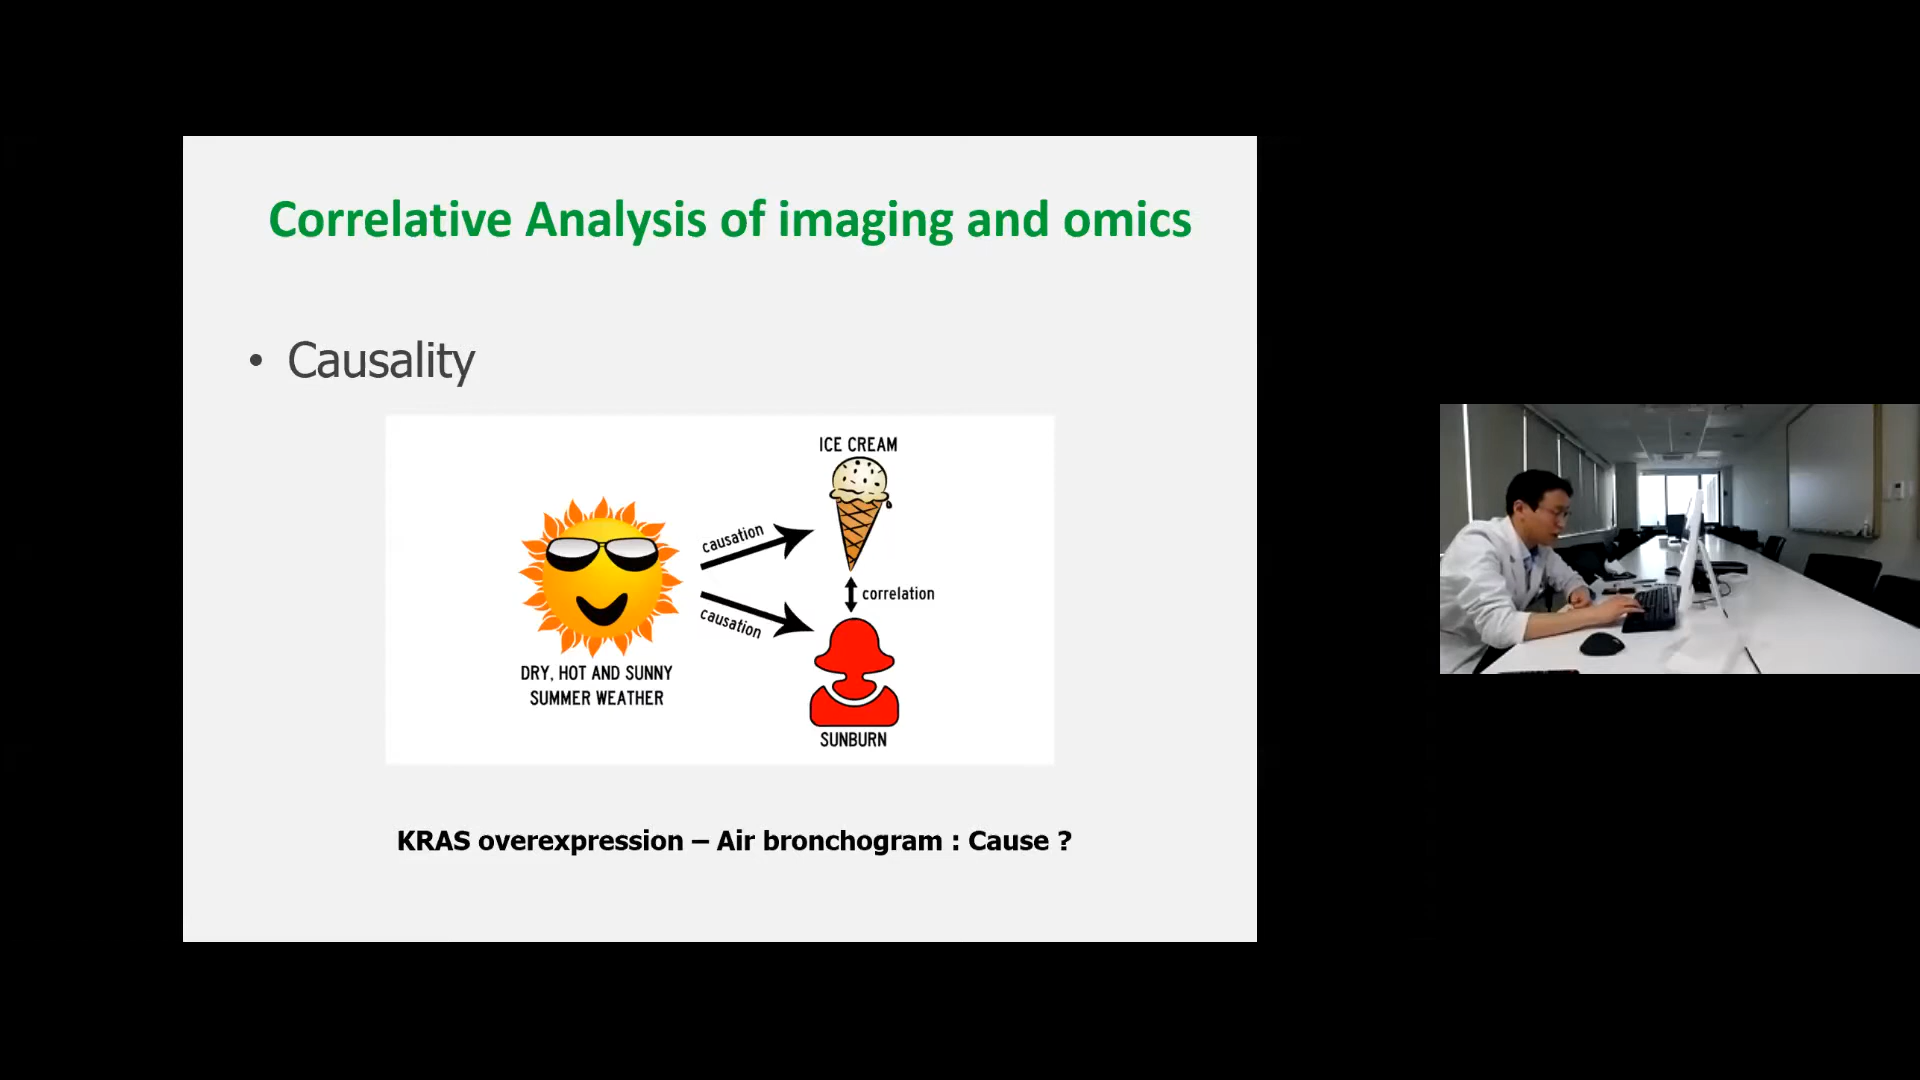 Correlative Analysis of imaging and omics
• Causality
ICE CREAM
causation
correlation
causation
DRY, HOT AND SUNNY
SUMMER WEATHER
SUNBURN
KRAS overexpression – Air bronchogram : Cause ?